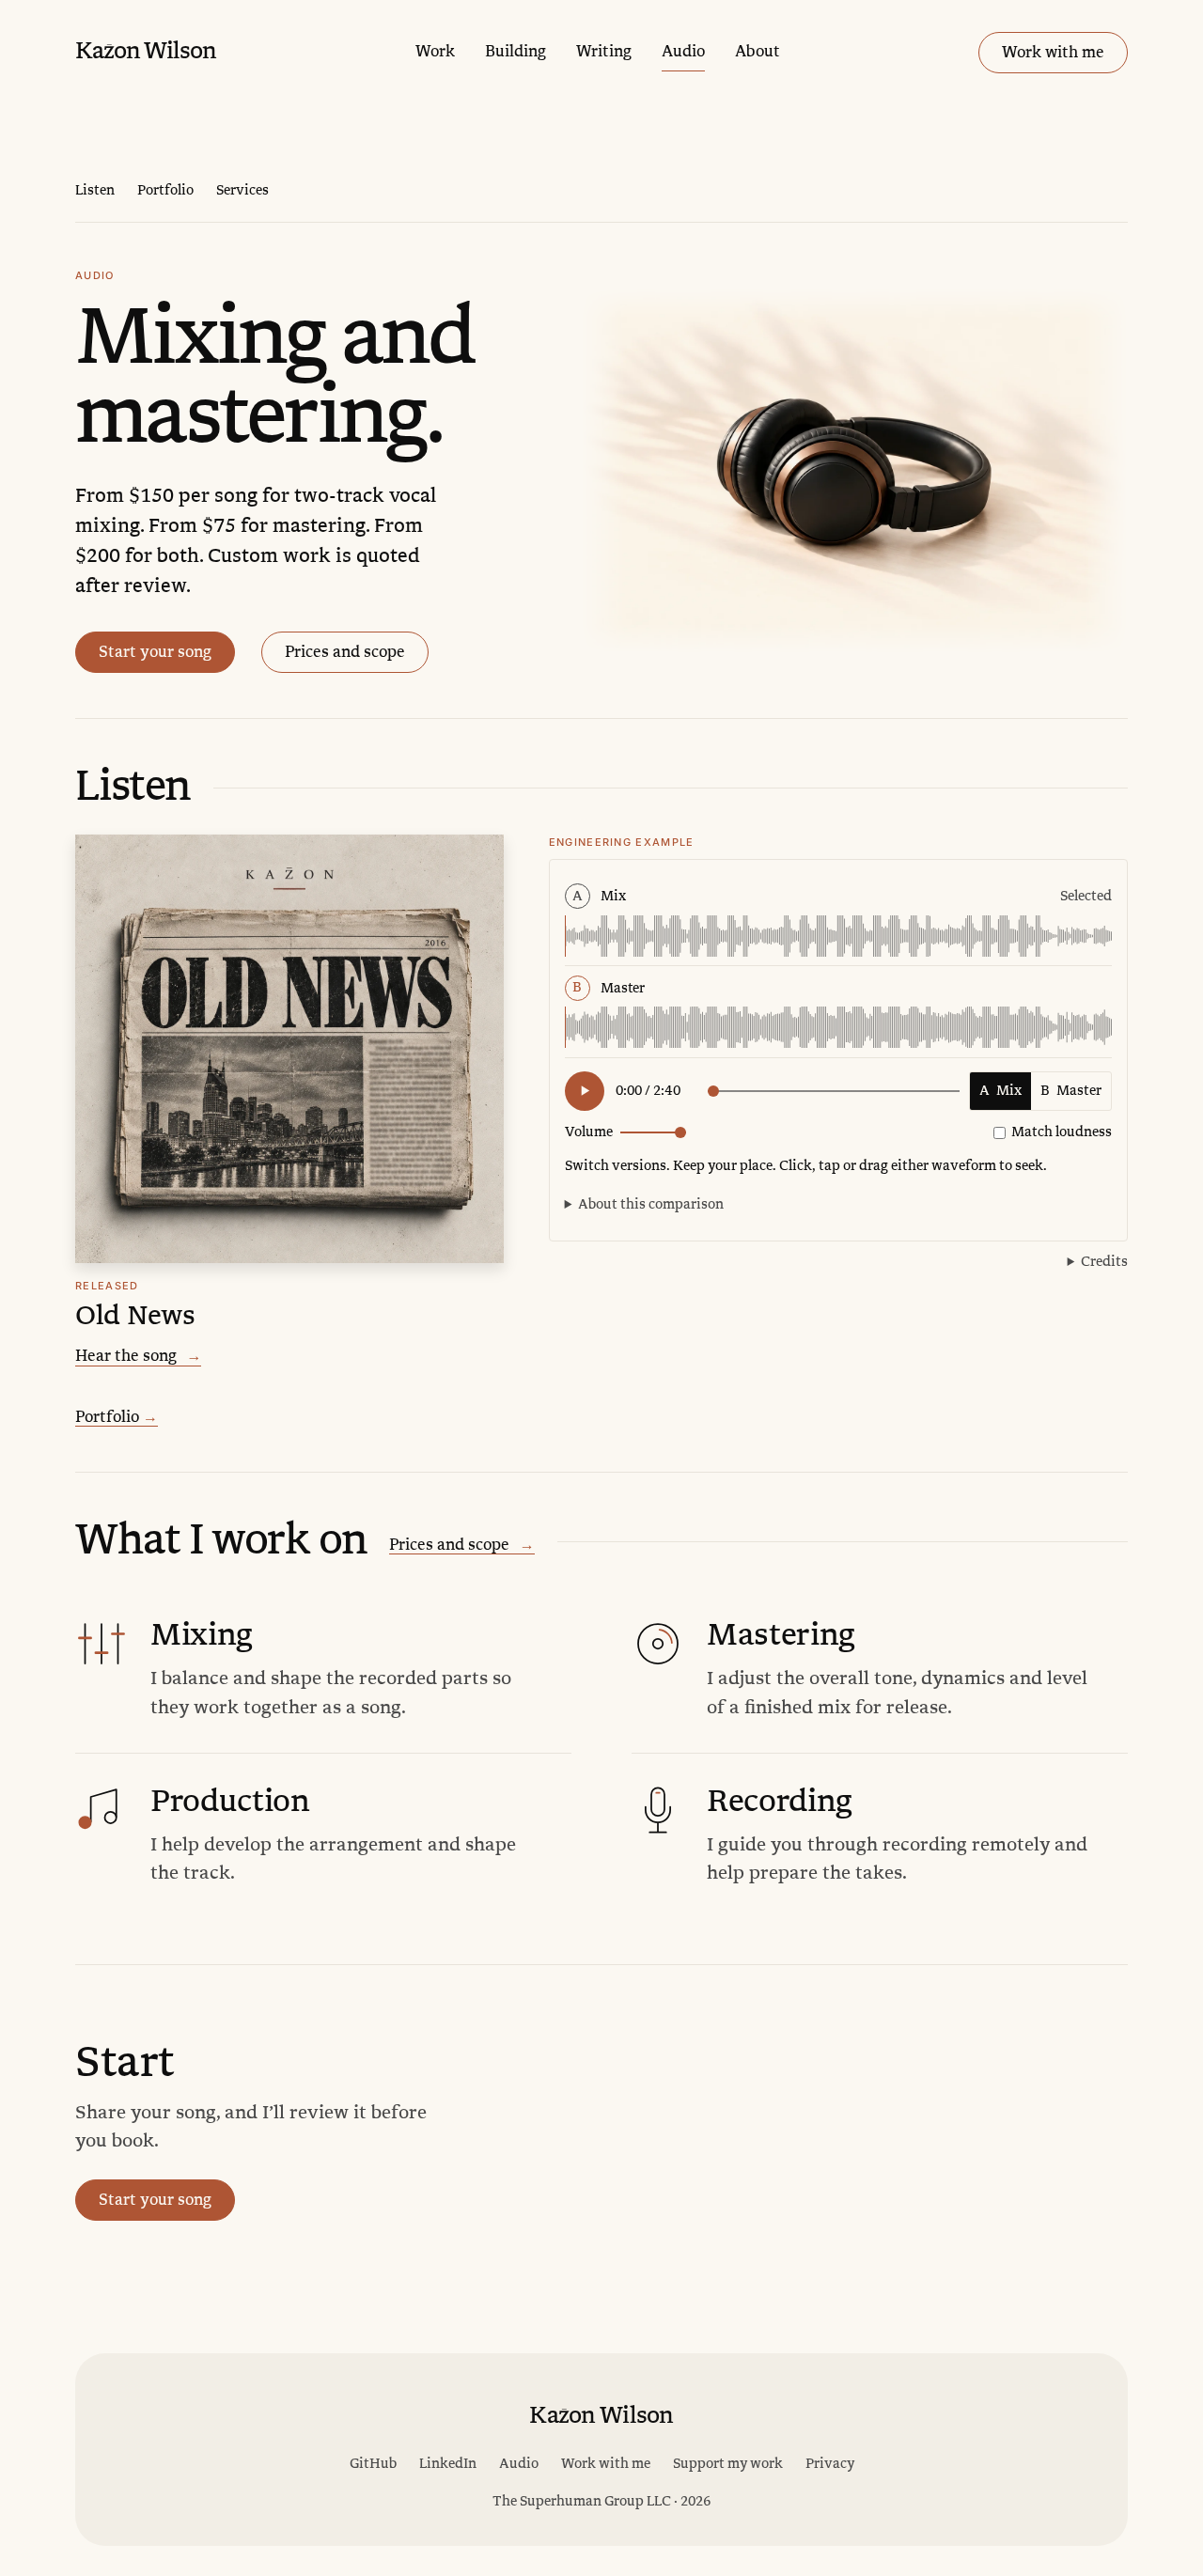 Każon Wilson
Work Building Writing Audio About
Work with me
Listen Portfolio Services
AUDIO
Mixing and
mastering.
From $150 per song for two-track vocal
mixing. From $75 for mastering. From
$200 for both. Custom work is quoted
after review.
Start your song
Prices and scope
Listen
KAZ̄ON
2016
OLD NEWS
RELEASED
Old News
Hear the song →
Portfolio →
ENGINEERING EXAMPLE
A Mix Selected
B Master
0:00 / 2:40
A Mix B Master
Volume
Match loudness
Switch versions. Keep your place. Click, tap or drag either waveform to seek.
About this comparison
Credits
What I work on
Prices and scope →
Mixing
I balance and shape the recorded parts so
they work together as a song.
Mastering
I adjust the overall tone, dynamics and level
of a finished mix for release.
Production
I help develop the arrangement and shape
the track.
Recording
I guide you through recording remotely and
help prepare the takes.
Start
Share your song, and I’ll review it before
you book.
Start your song
Każon Wilson
GitHub LinkedIn Audio Work with me Support my work Privacy
The Superhuman Group LLC · 2026